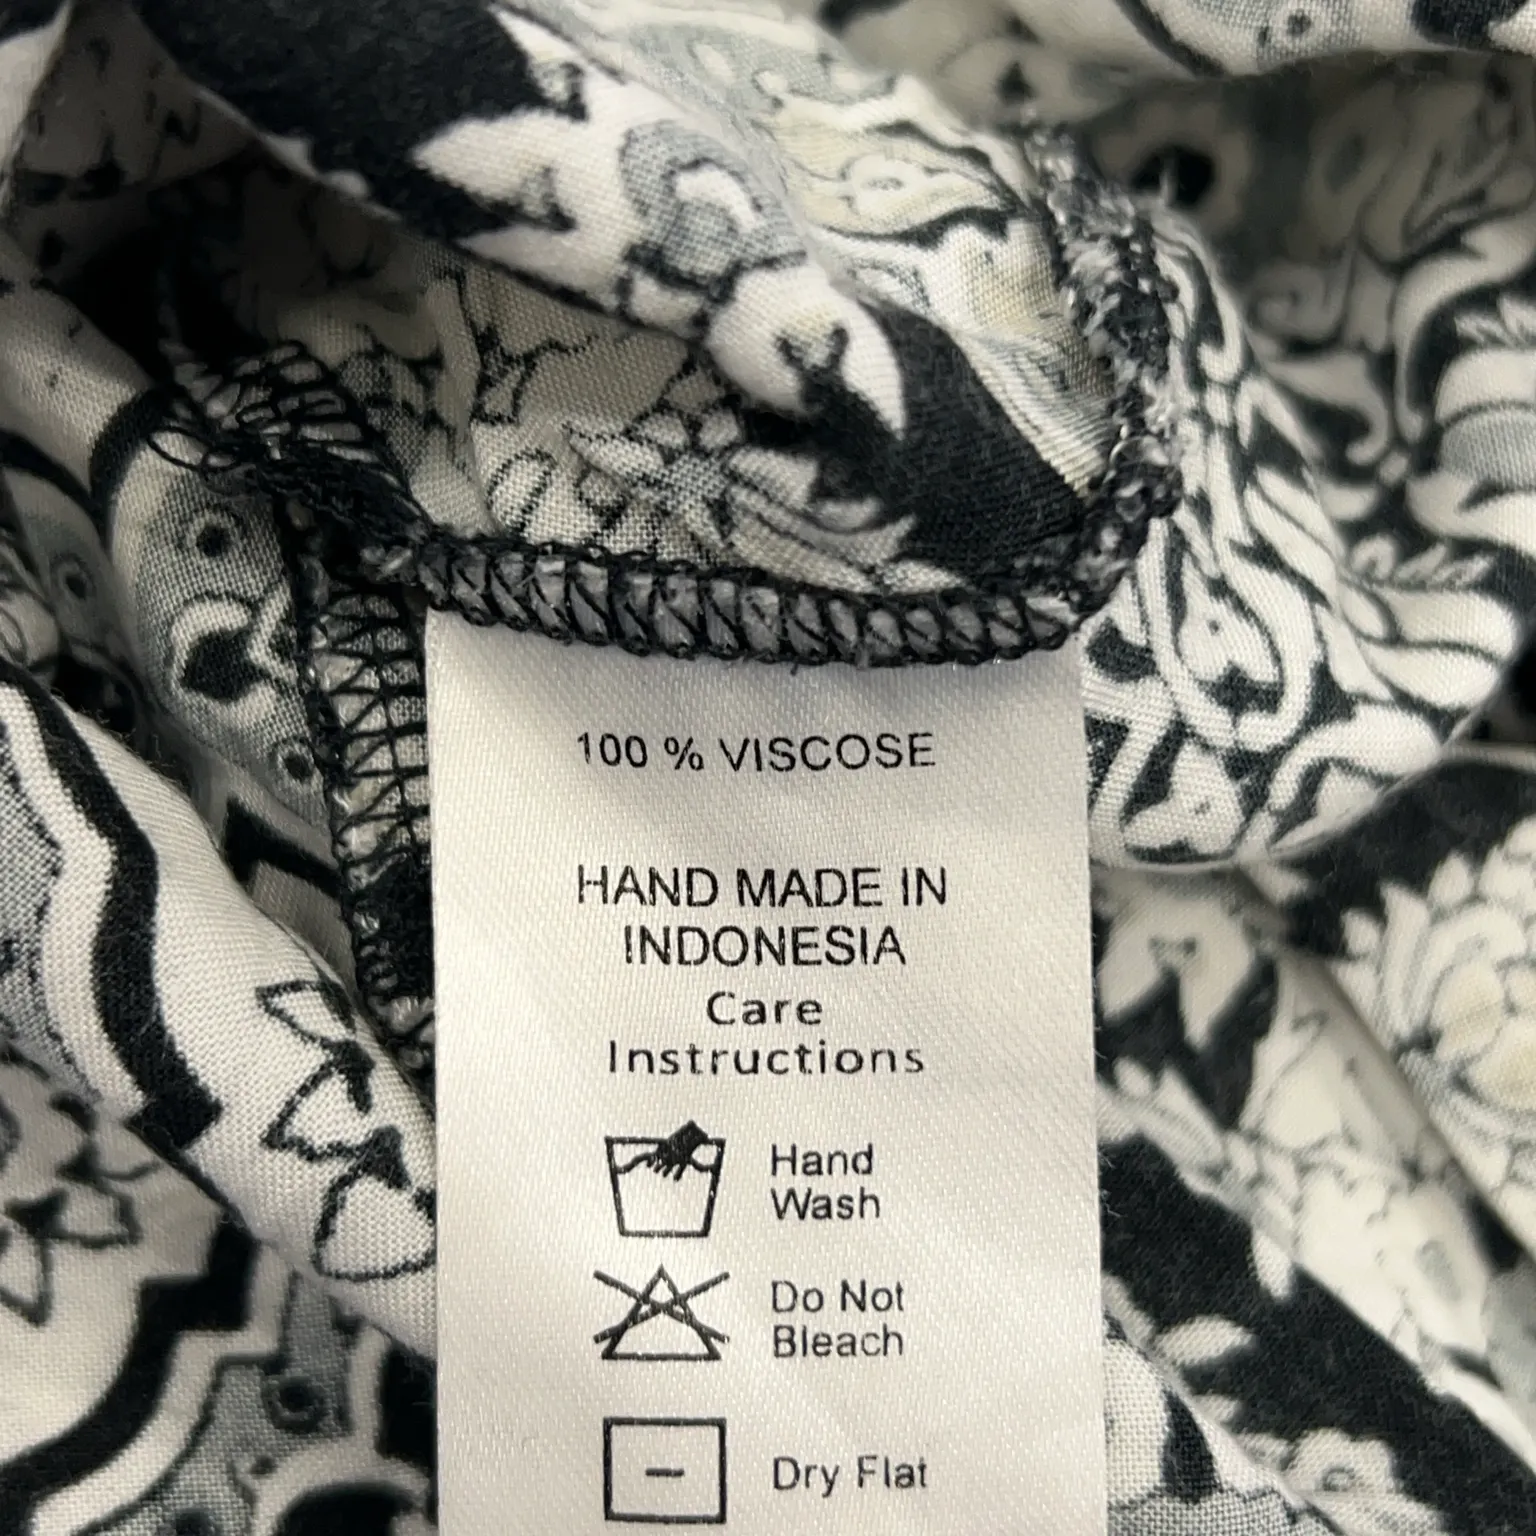 100 % VISCOSE
HAND MADE IN
INDONESIA
Care
Instructions
Hand
Wash
Do Not
Bleach
Dry Flat